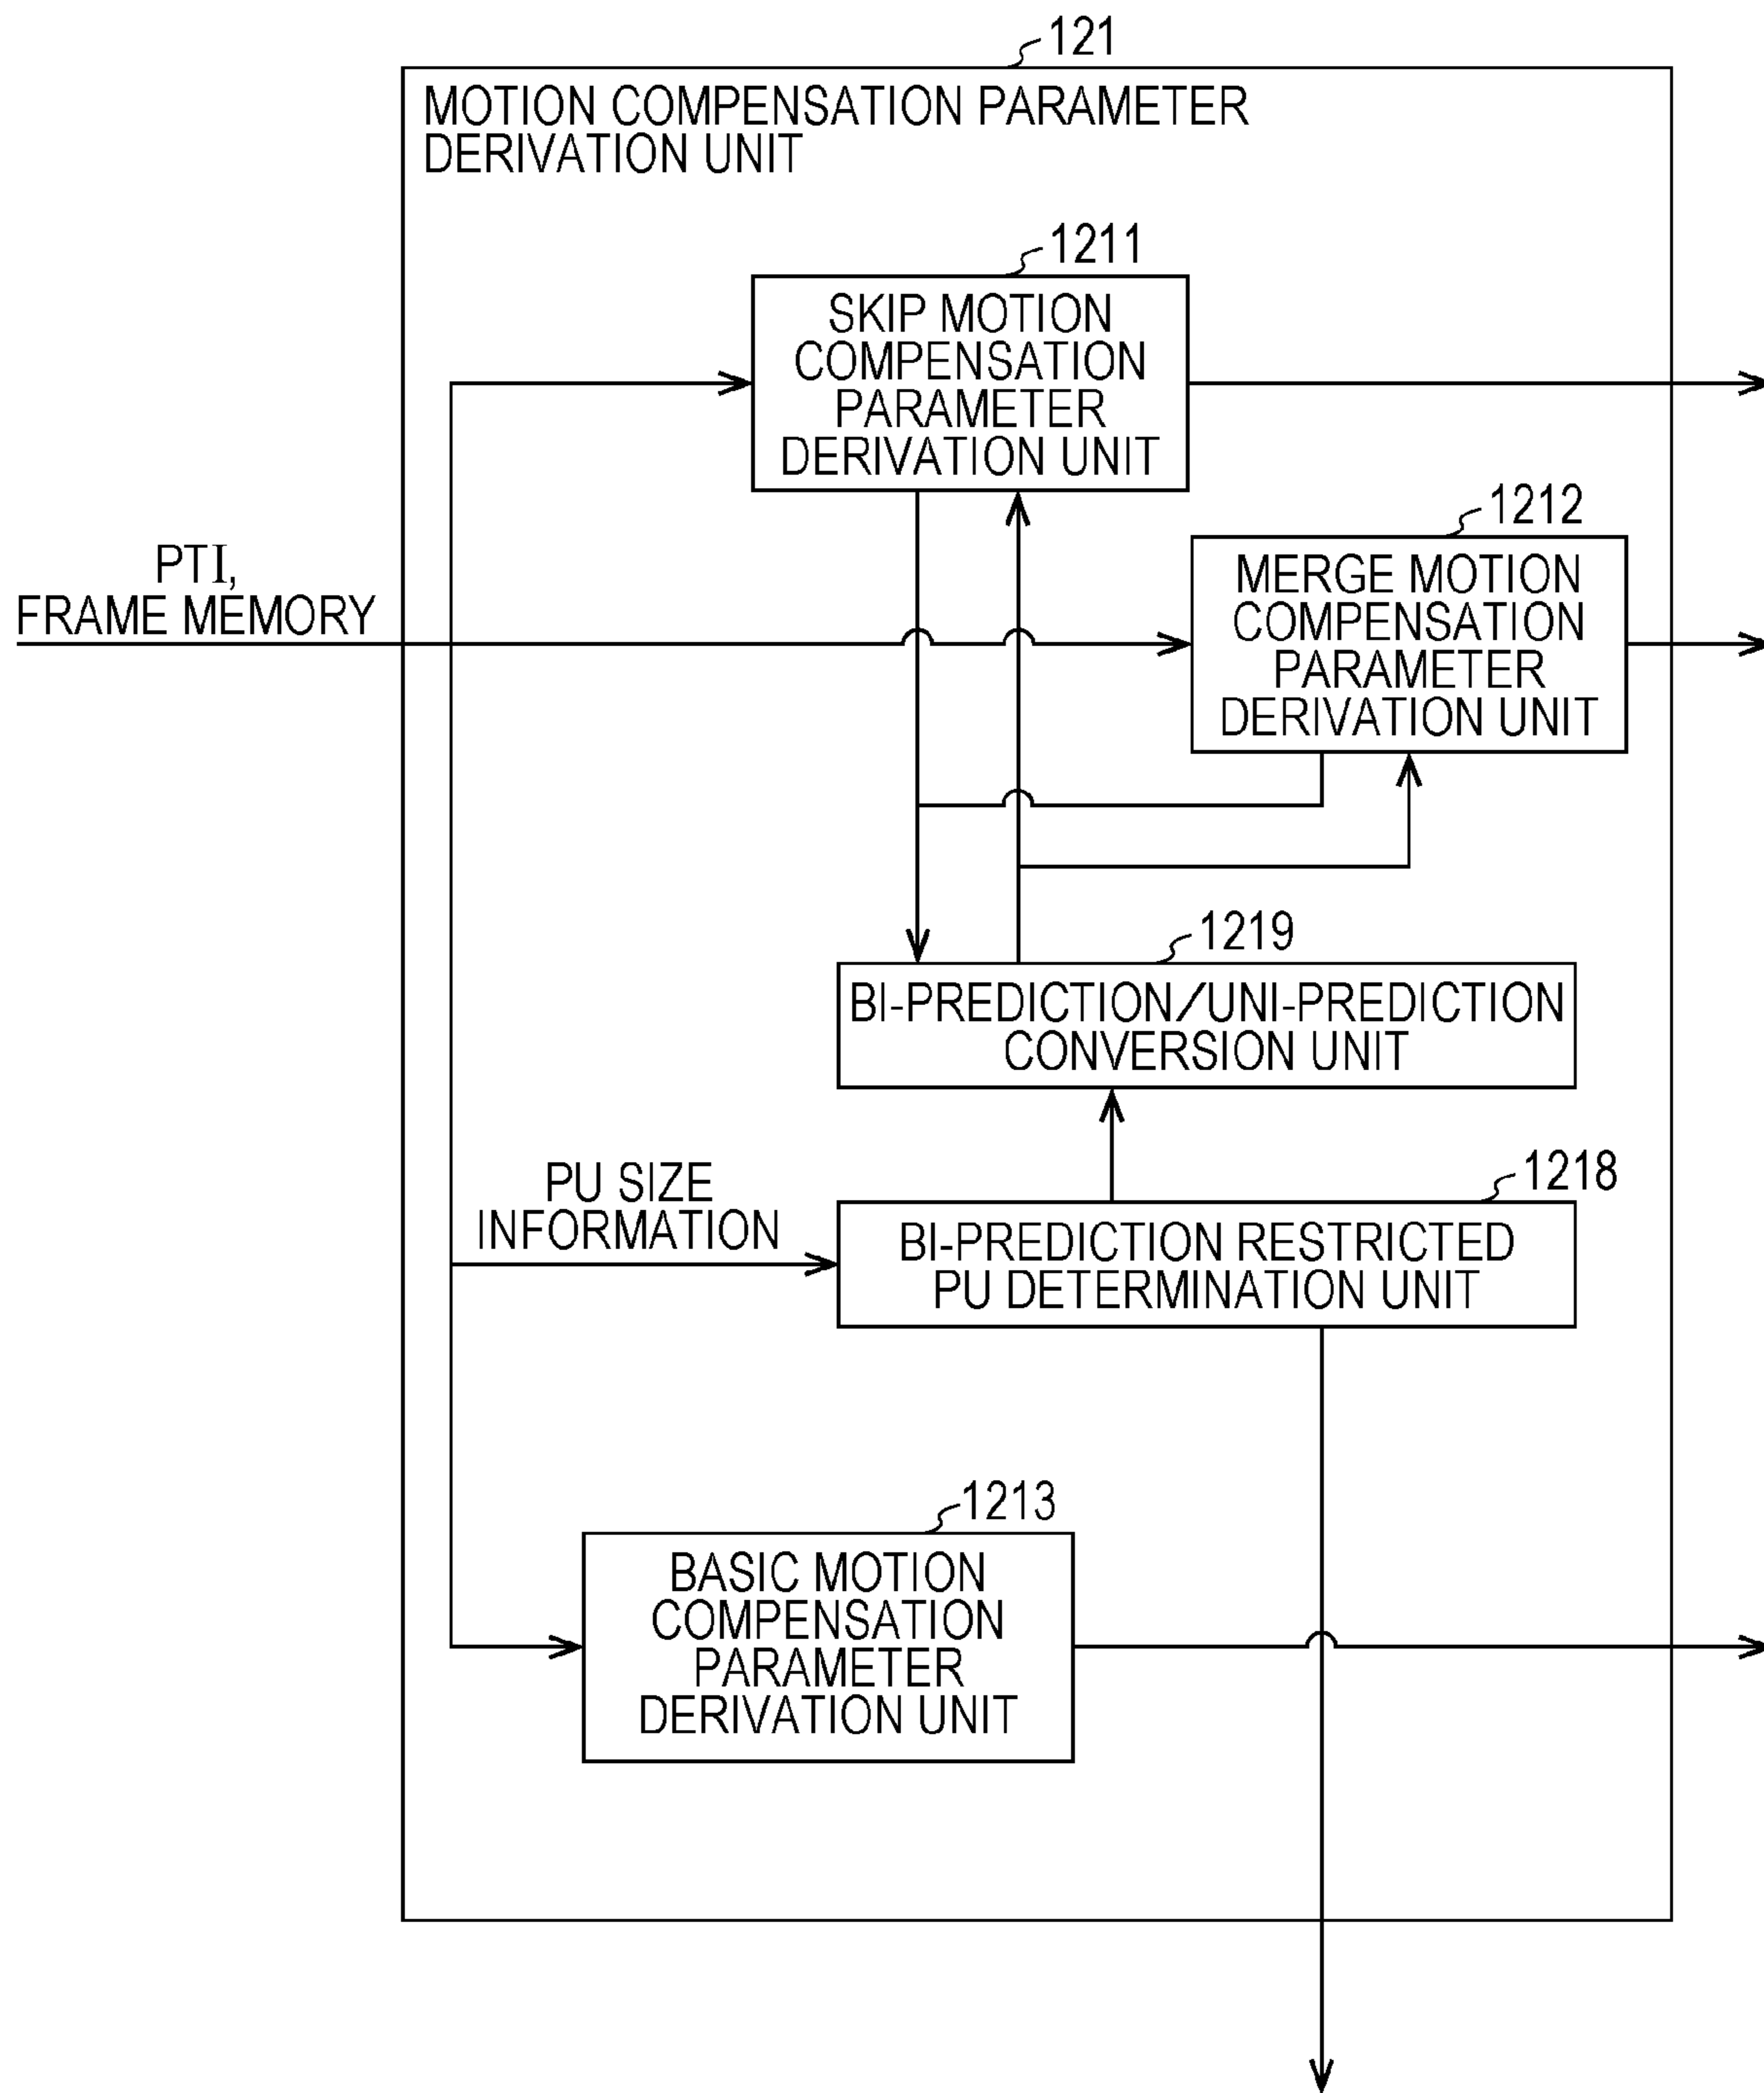 121
MOTION COMPENSATION PARAMETER
DERIVATION UNIT
1211
SKIP MOTION
COMPENSATION
PARAMETER
DERIVATION UNIT
1212
MERGE MOTION
COMPENSATION
PARAMETER
DERIVATION UNIT
PTI,
FRAME MEMORY
1219
BI-PREDICTION/UNI-PREDICTION
CONVERSION UNIT
PU SIZE
INFORMATION
1218
BI-PREDICTION RESTRICTED
PU DETERMINATION UNIT
1213
BASIC MOTION
COMPENSATION
PARAMETER
DERIVATION UNIT